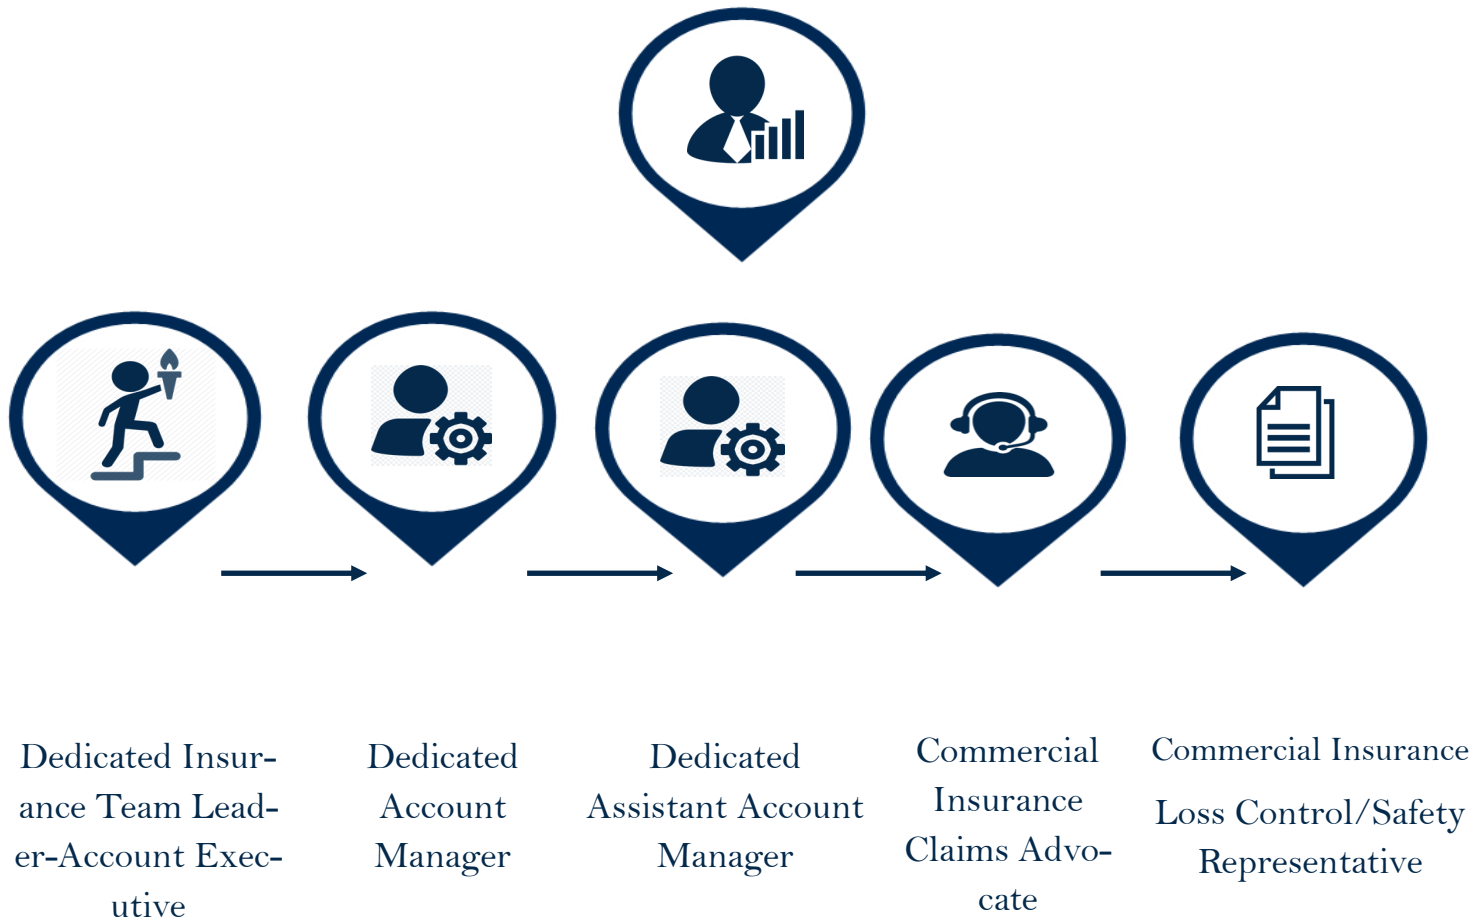 Dedicated Insur-
ance Team Lead-
er-Account Exec-
utive
Dedicated
Account
Manager
Dedicated
Assistant Account
Manager
Commercial
Insurance
Claims Advo-
cate
Commercial Insurance
Loss Control/Safety
Representative